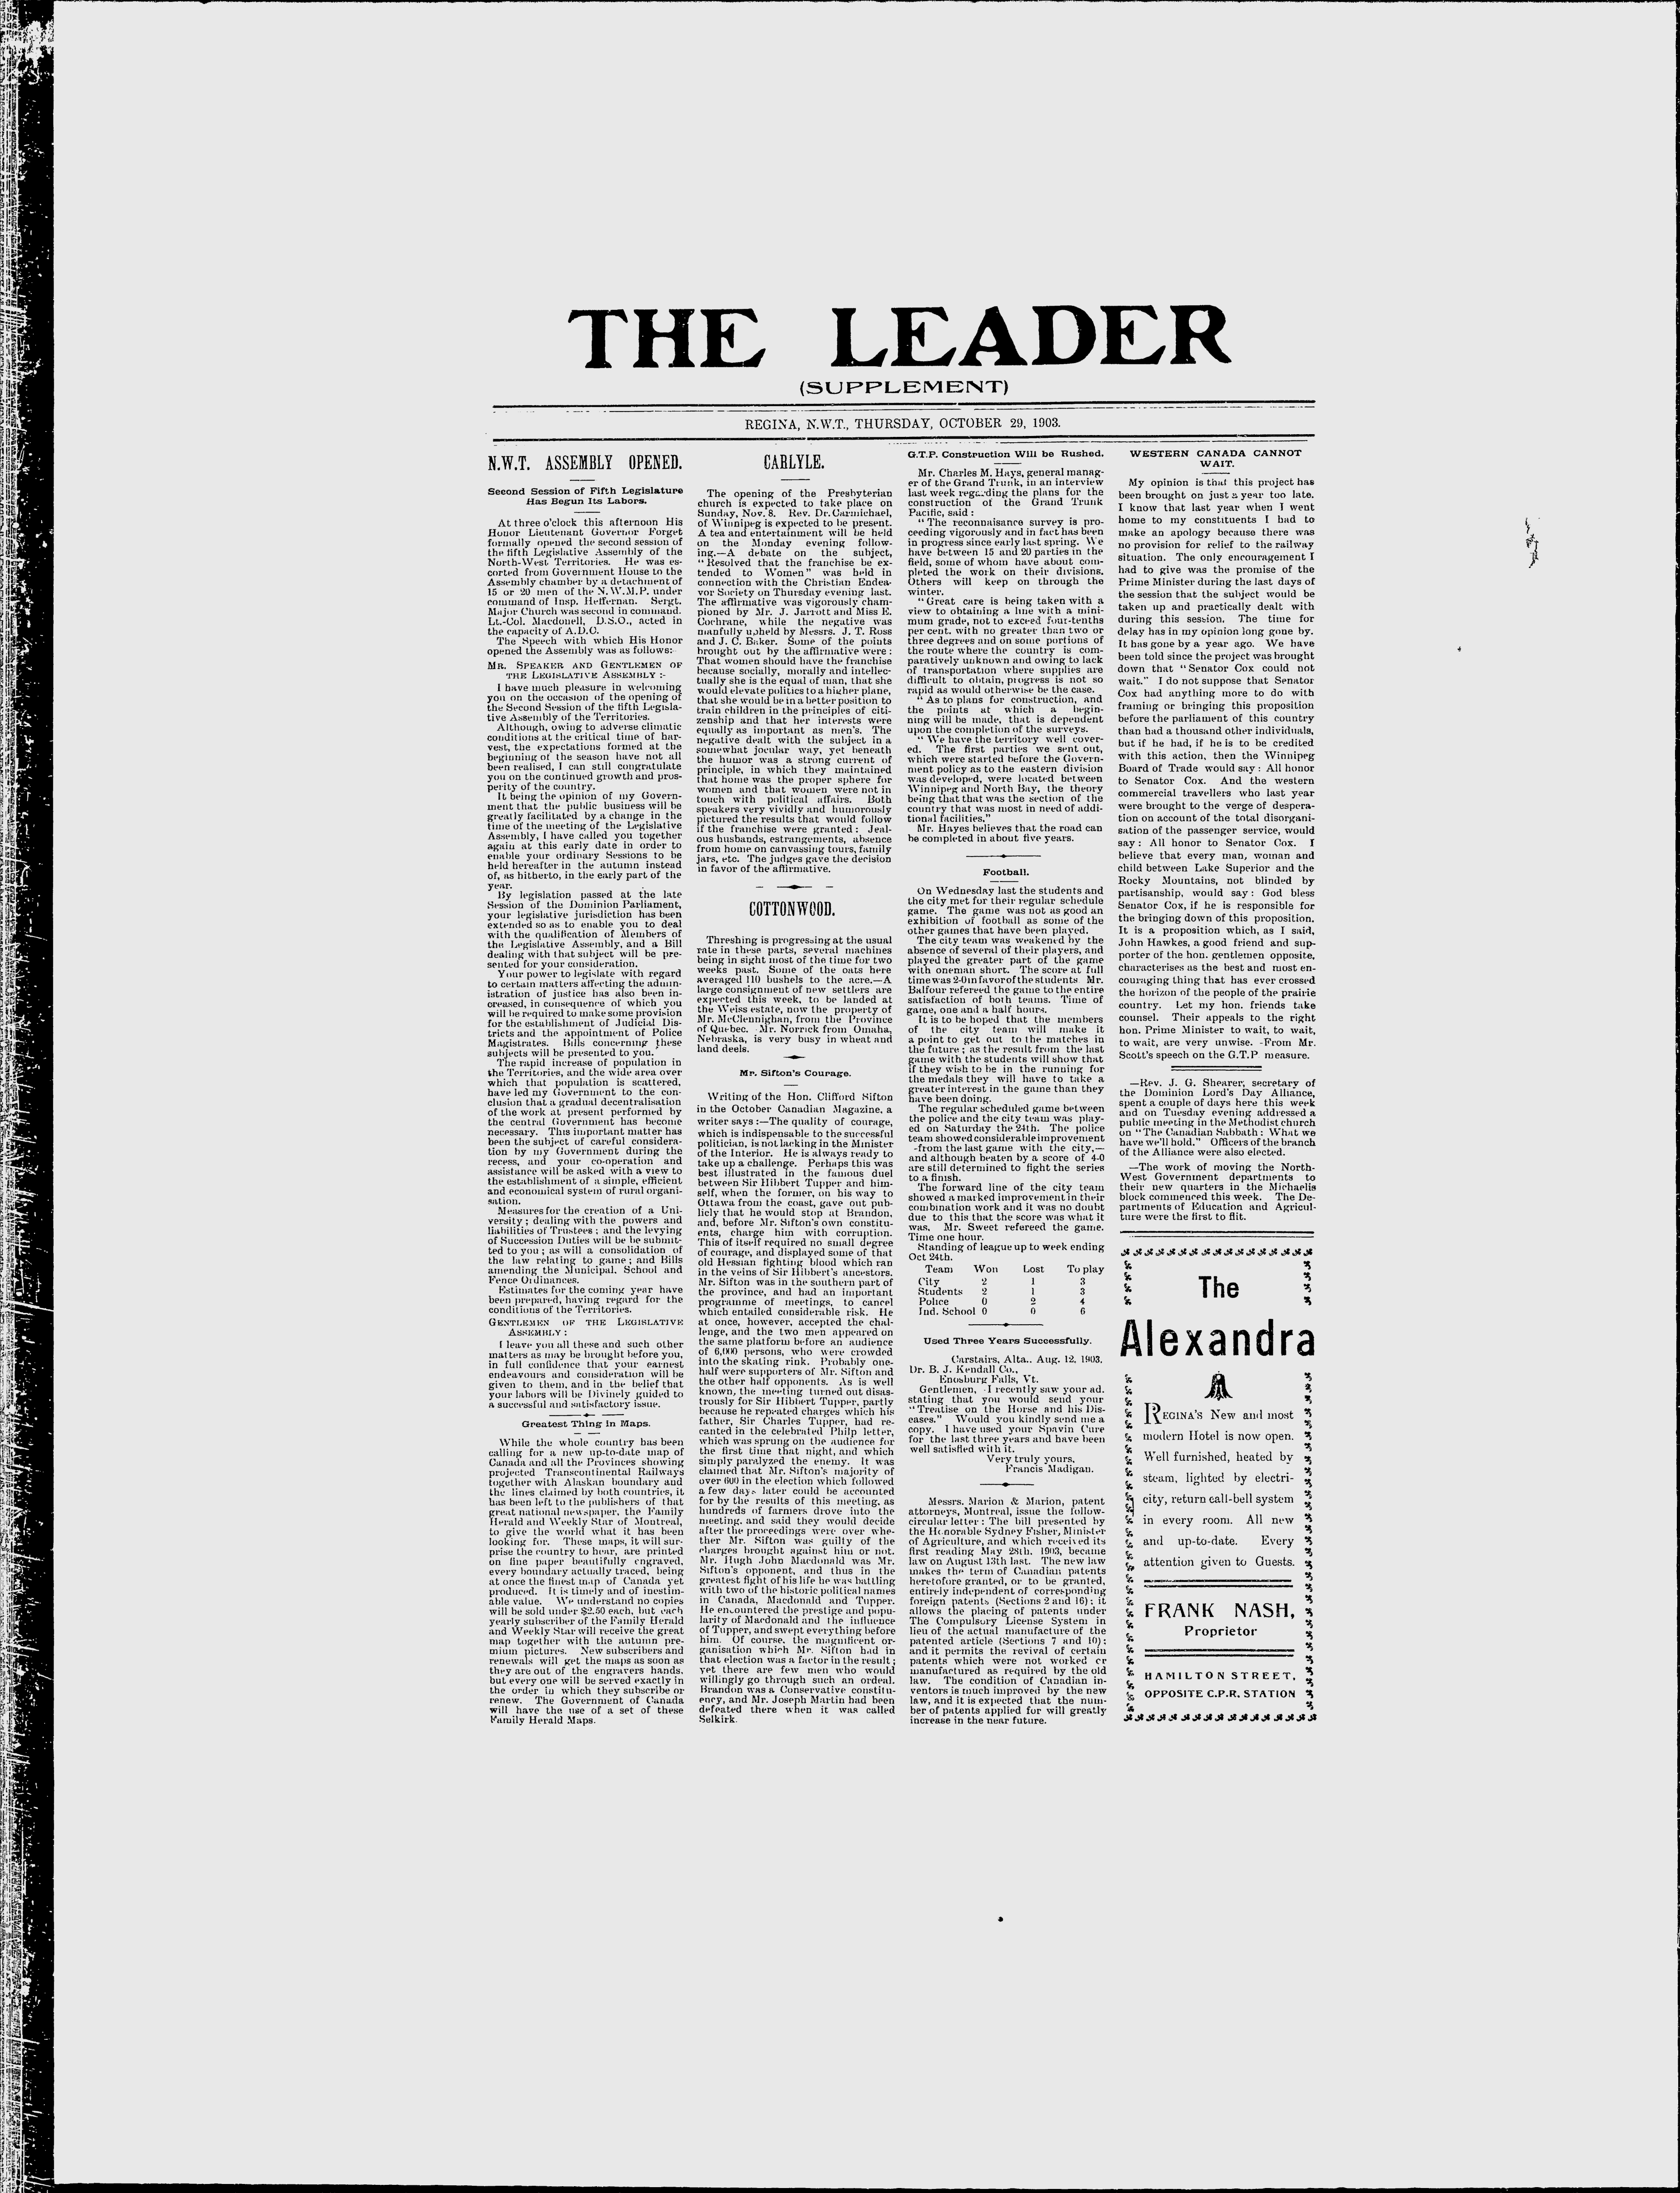 THE LEADER
(SUPPLEMENT)
REGINA, N.W.T., THURSDAY, OCTOBER 29, 1903.
N.W.T. ASSEMBLY OPENED.
Second Session of Fifth Legislature
Has Begun Its Labors.
At three o'clock this afternoon His
Honor Lieutenant Governor Forget
formally opened the second session of
the fifth Legislative Assembly of the
North-West Territories. He was es-
corted from Government House to the
Assembly chamber by a detachment of
15 or 20 men of the N.W.M.P. under
command of Insp. Heffernan. Sergt.
Major Church was second in command.
Lt.-Col. Macdonell, D.S.O., acted in
the capacity of A.D.C.
The Speech with which His Honor
opened the Assembly was as follows:-
MR. SPEAKER AND GENTLEMEN OF
THE LEGISLATIVE ASSEMBLY :-
I have much pleasure in welcoming
you on the occasion of the opening of
the Second Session of the fifth Legisla-
tive Assembly of the Territories.
Although, owing to adverse climatic
conditions at the critical time of har-
vest, the expectations formed at the
beginning of the season have not all
been realised, I can still congratulate
you on the continued growth and pros-
perity of the country.
It being the opinion of my Govern-
ment that the public business will be
greatly facilitated by a change in the
time of the meeting of the Legislative
Assembly, I have called you together
again at this early date in order to
enable your ordinary Sessions to be
held hereafter in the autumn instead
of, as hitherto, in the early part of the
year.
By legislation passed at the late
Session of the Dominion Parliament,
your legislative jurisdiction has been
extended so as to enable you to deal
with the qualification of Members of
the Legislative Assembly, and a Bill
dealing with that subject will be pre-
sented for your consideration.
Your power to legislate with regard
to certain matters affecting the admin-
istration of justice has also been in-
creased, in consequence of which you
will be required to make some provision
for the establishment of Judicial Dis-
tricts and the appointment of Police
Magistrates. Bills concerning these
subjects will be presented to you.
The rapid increase of population in
the Territories, and the wide area over
which that population is scattered,
have led my Government to the con-
clusion that a gradual decentralisation
of the work at present performed by
the central Government has become
necessary. This important matter has
been the subject of careful considera-
tion by my Government during the
recess, and your co-operation and
assistance will be asked with a view to
the establishment of a simple, efficient
and economical system of rural organi-
sation.
Measures for the creation of a Uni-
versity ; dealing with the powers and
liabilities of Trustees ; and the levying
of Succession Duties will be be submit-
ted to you ; as will a consolidation of
the law relating to game ; and Bills
amending the Municipal. School and
Fence Ordinances.
Estimates for the coming year have
been prepared, having regard for the
conditions of the Territories.
GENTLEMEN OF THE LEGISLATIVE
ASSEMBLY :
I leave you all these and such other
matters as may be brought before you,
in full confidence that your earnest
endeavours and consideration will be
given to them, and in the belief that
your labors will be Divinely guided to
a successful and satisfactory issue.
Greatest Thing in Maps.
While the whole country has been
calling for a new up-to-date map of
Canada and all the Provinces showing
projected Transcontinental Railways
together with Alaskan boundary and
the lines claimed by both countries, it
has been left to the publishers of that
great national newspaper, the Family
Herald and Weekly Star of Montreal,
to give the world what it has been
looking for. These maps, it will sur-
prise the country to hear, are printed
on fine paper beautifully engraved,
every boundary actually traced, being
at once the finest map of Canada yet
produced. It is timely and of inestim-
able value. We understand no copies
will be sold under $2.50 each, but each
yearly subscriber of the Family Herald
and Weekly Star will receive the great
map together with the autumn pre-
mium pictures. New subscribers and
renewals will get the maps as soon as
they are out of the engravers hands,
but every one will be served exactly in
the order in which they subscribe or
renew. The Government of Canada
will have the use of a set of these
Family Herald Maps.
CARLYLE.
The opening of the Presbyterian
church is expected to take place on
Sunday, Nov. 8. Rev. Dr. Carmichael,
of Winnipeg is expected to be present.
A tea and entertainment will be held
on the Monday evening follow-
ing.—A debate on the subject,
"Resolved that the franchise be ex-
tended to Women" was held in
connection with the Christian Endea-
vor Society on Thursday evening last.
The affirmative was vigorously cham-
pioned by Mr. J. Jarrott and Miss E.
Cochrane, while the negative was
manfully upheld by Messrs. J. T. Ross
and J. C. Baker. Some of the points
brought out by the affirmative were :
That women should have the franchise
because socially, morally and intellec-
tually she is the equal of man, that she
would elevate politics to a higher plane,
that she would be in a better position to
train children in the principles of citi-
zenship and that her interests were
equally as important as men's. The
negative dealt with the subject in a
somewhat jocular way, yet beneath
the humor was a strong current of
principle, in which they maintained
that home was the proper sphere for
women and that women were not in
touch with political affairs. Both
speakers very vividly and humorously
pictured the results that would follow
if the franchise were granted : Jeal-
ous husbands, estrangements, absence
from home on canvassing tours, family
jars, etc. The judges gave the decision
in favor of the affirmative.
COTTONWOOD.
Threshing is progressing at the usual
rate in these parts, several machines
being in sight most of the time for two
weeks past. Some of the oats here
averaged 110 bushels to the acre.—A
large consignment of new settlers are
expected this week, to be landed at
the Weiss estate, now the property of
Mr. McClennighan, from the Province
of Quebec. -Mr. Norrick from Omaha,
Nebraska, is very busy in wheat and
land deels.
Mr. Sifton's Courage.
Writing of the Hon. Clifford Sifton
in the October Canadian Magazine, a
writer says :—The quality of courage,
which is indispensable to the successful
politician, is not lacking in the Minister
of the Interior. He is always ready to
take up a challenge. Perhaps this was
best illustrated in the famous duel
between Sir Hibbert Tupper and him-
self, when the former, on his way to
Ottawa from the coast, gave out pub-
licly that he would stop at Brandon,
and, before Mr. Sifton's own constitu-
ents, charge him with corruption.
This of itself required no small degree
of courage, and displayed some of that
old Hessian fighting blood which ran
in the veins of Sir Hibbert's ancestors.
Mr. Sifton was in the southern part of
the province, and had an important
programme of meetings, to cancel
which entailed considerable risk. He
at once, however, accepted the chal-
lenge, and the two men appeared on
the same platform before an audience
of 6,000 persons, who were crowded
into the skating rink. Probably one-
half were supporters of Mr. Sifton and
the other half opponents. As is well
known, the meeting turned out disas-
trously for Sir Hibbert Tupper, partly
because he repeated charges which his
father, Sir Charles Tupper, had re-
canted in the celebrated Philp letter,
which was sprung on the audience for
the first time that night, and which
simply paralyzed the enemy. It was
claimed that Mr. Sifton's majority of
over 600 in the election which followed
a few days later could be accounted
for by the results of this meeting, as
hundreds of farmers drove into the
meeting, and said they would decide
after the proceedings were over whe-
ther Mr. Sifton was guilty of the
charges brought against him or not.
Mr. Hugh John Macdonald was Mr.
Sifton's opponent, and thus in the
greatest fight of his life he was battling
with two of the historic political names
in Canada, Macdonald and Tupper.
He encountered the prestige and popu-
larity of Macdonald and the influence
of Tupper, and swept everything before
him. Of course, the magnificent or-
ganisation which Mr. Sifton had in
that election was a factor in the result ;
yet there are few men who would
willingly go through such an ordeal.
Brandon was a Conservative constitu-
ency, and Mr. Joseph Martin had been
defeated there when it was called
Selkirk.
G.T.P. Construction Will be Rushed.
Mr. Charles M. Hays, general manag-
er of the Grand Trunk, in an interview
last week regarding the plans for the
construction of the Grand Trunk
Pacific, said :
"The reconnaisance survey is pro-
ceeding vigorously and in fact has been
in progress since early last spring. We
have between 15 and 20 parties in the
field, some of whom have about com-
pleted the work on their divisions.
Others will keep on through the
winter.
"Great care is being taken with a
view to obtaining a line with a mini-
mum grade, not to exceed four-tenths
per cent. with no greater than two or
three degrees and on some portions of
the route where the country is com-
paratively unknown and owing to lack
of transportation where supplies are
difficult to obtain, progress is not so
rapid as would otherwise be the case.
"As to plans for construction, and
the points at which a begin-
ning will be made, that is dependent
upon the completion of the surveys.
"We have the territory well cover-
ed. The first parties we sent out,
which were started before the Govern-
ment policy as to the eastern division
was developed, were located between
Winnipeg and North Bay, the theory
being that that was the section of the
country that was most in need of addi-
tional facilities."
Mr. Hayes believes that the road can
be completed in about five years.
Football.
On Wednesday last the students and
the city met for their regular schedule
game. The game was not as good an
exhibition of football as some of the
other games that have been played.
The city team was weakened by the
absence of several of their players, and
played the greater part of the game
with oneman short. The score at full
time was 2-0 in favor of the students Mr.
Balfour refereed the game to the entire
satisfaction of both teams. Time of
game, one and a half hours.
It is to be hoped that the members
of the city team will make it
a point to get out to the matches in
the future ; as the result from the last
game with the students will show that
if they wish to be in the running for
the medals they will have to take a
greater interest in the game than they
have been doing.
The regular scheduled game between
the police and the city team was play-
ed on Saturday the 24th. The police
team showed considerable improvement
-from the last game with the city,—
and although beaten by a score of 4-0
are still determined to fight the series
to a finish.
The forward line of the city team
showed a marked improvement in their
combination work and it was no doubt
due to this that the score was what it
was. Mr. Sweet refereed the game.
Time one hour.
Standing of league up to week ending
Oct 24th.
Team Won Lost To play
City 2 1 3
Students 2 1 3
Police 0 2 4
Ind. School 0 0 6
Used Three Years Successfully.
Carstairs, Alta.. Aug. 12, 1903.
Dr. B. J. Kendall Co.,
Enosburg Falls, Vt.
Gentlemen, -I recently saw your ad.
stating that you would send your
"Treatise on the Horse and his Dis-
eases." Would you kindly send me a
copy. I have used your Spavin Cure
for the last three years and have been
well satisfied with it.
Very truly yours,
Francis Madigan.
Messrs. Marion & Marion, patent
attorneys, Montreal, issue the follow-
circular letter : The bill presented by
the Honorable Sydney Fisher, Minister
of Agriculture, and which received its
first reading May 28th. 1903, became
law on August 13th last. The new law
makes the term of Canadian patents
heretofore granted, or to be granted,
entirely independent of corresponding
foreign patents (Sections 2 and 16) ; it
allows the placing of patents under
The Compulsory License System in
lieu of the actual manufacture of the
patented article (Sections 7 and 10) ;
and it permits the revival of certain
patents which were not worked or
manufactured as required by the old
law. The condition of Canadian in-
ventors is much improved by the new
law, and it is expected that the num-
ber of patents applied for will greatly
increase in the near future.
WESTERN CANADA CANNOT
WAIT.
My opinion is that this project has
been brought on just a year too late.
I know that last year when I went
home to my constituents I had to
make an apology because there was
no provision for relief to the railway
situation. The only encouragement I
had to give was the promise of the
Prime Minister during the last days of
the session that the subject would be
taken up and practically dealt with
during this session. The time for
delay has in my opinion long gone by.
It has gone by a year ago. We have
been told since the project was brought
down that "Senator Cox could not
wait." I do not suppose that Senator
Cox had anything more to do with
framing or bringing this proposition
before the parliament of this country
than had a thousand other individuals,
but if he had, if he is to be credited
with this action, then the Winnipeg
Board of Trade would say : All honor
to Senator Cox. And the western
commercial travellers who last year
were brought to the verge of despera-
tion on account of the total disorgani-
sation of the passenger service, would
say : All honor to Senator Cox. I
believe that every man, woman and
child between Lake Superior and the
Rocky Mountains, not blinded by
partisanship, would say : God bless
Senator Cox, if he is responsible for
the bringing down of this proposition.
It is a proposition which, as I said,
John Hawkes, a good friend and sup-
porter of the hon. gentlemen opposite,
characterises as the best and most en-
couraging thing that has ever crossed
the horizon of the people of the prairie
country. Let my hon. friends take
counsel. Their appeals to the right
hon. Prime Minister to wait, to wait,
to wait, are very unwise. -From Mr.
Scott's speech on the G.T.P measure.
—Rev. J. G. Shearer, secretary of
the Dominion Lord's Day Alliance,
spent a couple of days here this week
and on Tuesday evening addressed a
public meeting in the Methodist church
on "The Canadian Sabbath : What we
have we'll hold." Officers of the branch
of the Alliance were also elected.
—The work of moving the North-
West Government departments to
their new quarters in the Michaelis
block commenced this week. The De-
partments of Education and Agricul-
ture were the first to flit.
The
Alexandra
REGINA'S New and most
modern Hotel is now open.
Well furnished, heated by
steam, lighted by electri-
city, return call-bell system
in every room. All new
and up-to-date. Every
attention given to Guests.
FRANK NASH,
Proprietor
HAMILTON STREET,
OPPOSITE C.P.R. STATION